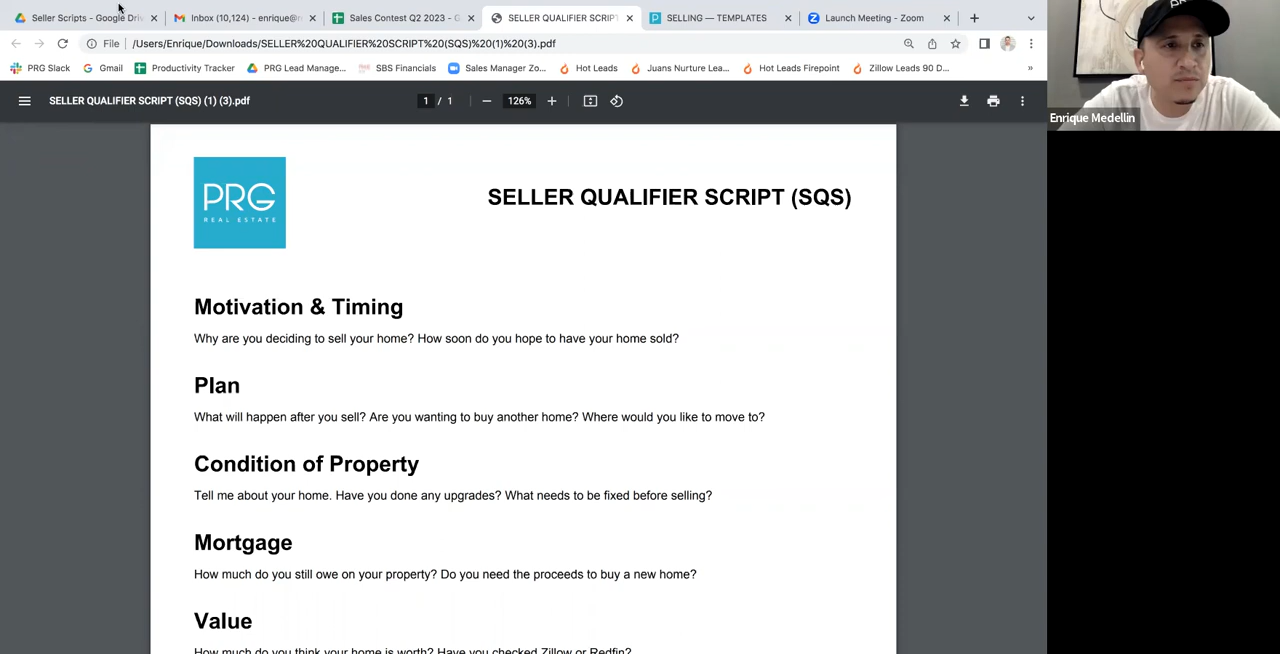 Seller Scripts - Google Driv
Inbox (10,124) - enrique@r
Sales Contest Q2 2023 - G
SELLER QUALIFIER SCRIPT
SELLING — TEMPLATES
Launch Meeting - Zoom
File
/Users/Enrique/Downloads/SELLER%20QUALIFIER%20SCRIPT%20(SQS)%20(1)%20(3).pdf
PRG Slack
Gmail
Productivity Tracker
PRG Lead Manage...
SBS Financials
Sales Manager Zo...
Hot Leads
Juans Nurture Lea...
Hot Leads Firepoint
Zillow Leads 90 D...
»
SELLER QUALIFIER SCRIPT (SQS) (1) (3).pdf
1 / 1
126%
Enrique Medellin
PRG
REAL ESTATE
SELLER QUALIFIER SCRIPT (SQS)
Motivation & Timing
Why are you deciding to sell your home? How soon do you hope to have your home sold?
Plan
What will happen after you sell? Are you wanting to buy another home? Where would you like to move to?
Condition of Property
Tell me about your home. Have you done any upgrades? What needs to be fixed before selling?
Mortgage
How much do you still owe on your property? Do you need the proceeds to buy a new home?
Value
How much do you think your home is worth? Have you checked Zillow or Redfin?